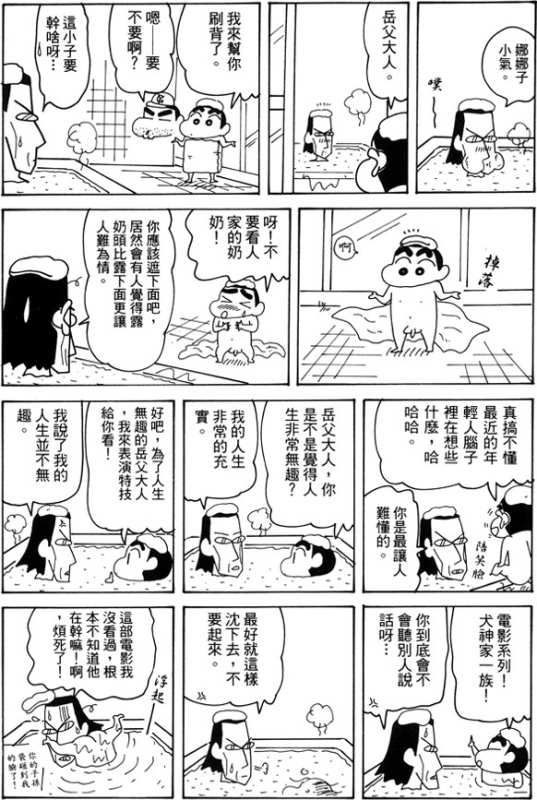 娜娜子
小氣。
噗
岳父大人。
我來幫你
刷背了。
嗯——要
不要啊?
這小子要
幹啥呀…
掉落
啊。
呀!不
要看人
家的奶
奶!
你應該遮下面吧,
居然會有人覺得露
奶頭比露下面更讓
人難為情。
真搞不懂
最近的年
輕人腦子
裡在想些
什麼,哈
哈哈。
陪笑臉
你是最讓人
難懂的。
岳父大人,你
是不是覺得人
生非常無趣?
我的人生
非常的充
實。
好吧,為了人生
無趣的岳父大人
,我來表演特技
給你看!
我說了我的
人生並不無
趣。
電影系列!
犬神家一族!
你到底會不
會聽別人說
話呀…
最好就這樣
沈下去,不
要起來。
浮起
這部電影我
沒看過,根
本不知道他
在幹嘛!啊
,煩死了!
你的子孫
袋碰到我
的臉了!